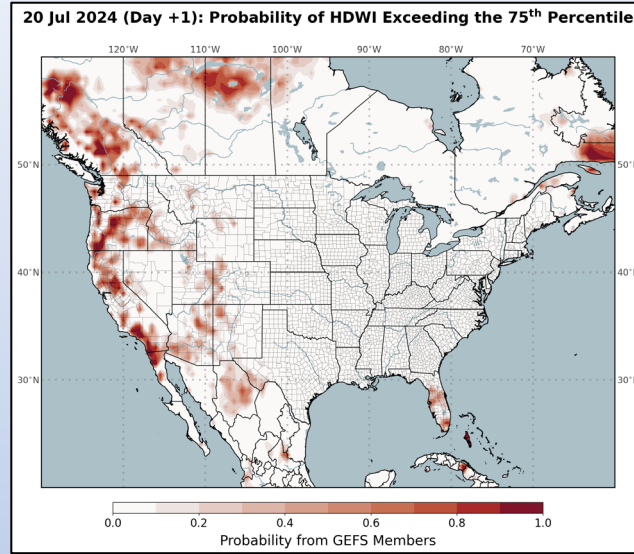 20 Jul 2024 (Day +1): Probability of HDWI Exceeding the 75th Percentile
120°W 110°W 100°W 90°W 80°W 70°W
50°N 50°N
40°N 40°N
30°N 30°N
0.0 0.2 0.4 0.6 0.8 1.0
Probability from GEFS Members